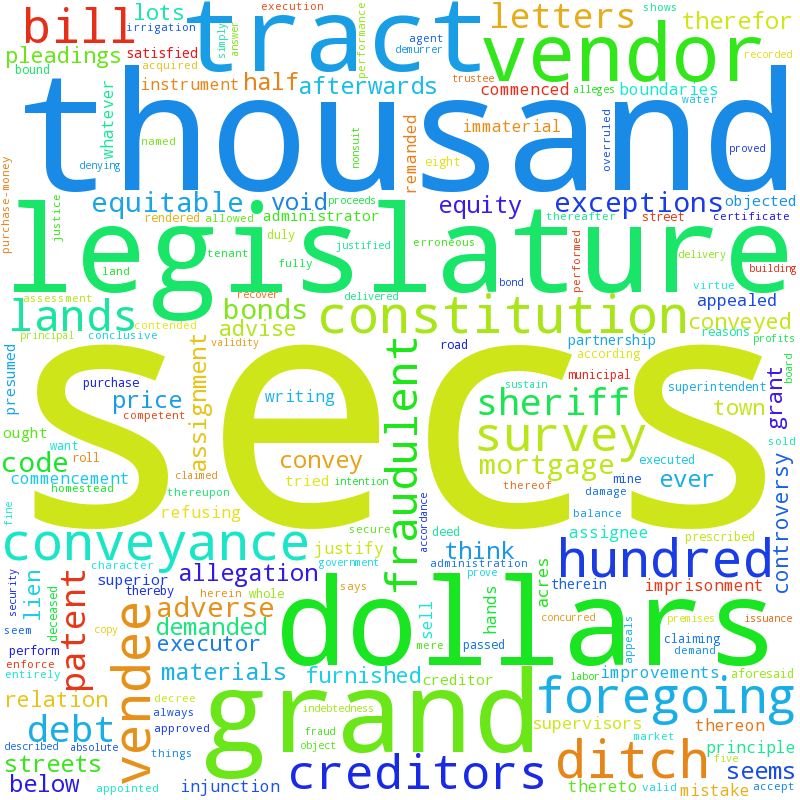 bill
lots
tract
execution
letters
shows
therefor
pleadings
irrigation
satisfied
acquired
simply
answer
performance
agent
demurrer
vendor
recorded
bound
instrument
half
afterwards
trustee
commenced
alleges
boundaries
water
whatever
thousand
named
nonsuit
remanded
immaterial
eight
overruled
proved
denying
purchase-money
equitable
void
proceeds
equity
exceptions
objected
justice
rendered
allowed
administrator
thereafter
street
certificate
tenant
duly
justified
erroneous
performed
delivery
land
fully
legislature
building
assessment
recover
delivered
bond
virtue
lands
contended
bonds
constitution
appealed
conveyed
principal
conclusive
advise
validity
reasons
profits
presumed
assignment
fraudulent
road
partnership
according
board
purchase
price
competent
writing
sustain
municipal
superintendent
grant
sheriff
town
ought
want
code
roll
survey
sold
convey
mortgage
executed
ever
controversy
commencement
claimed
tried
intention
thereof
mine
damage
homestead
thereupon
secs
fine
refusing
accordance
balance
prescribed
conveyance
secure
deed
assignee
justify
government
think
hundred
character
administration
security
lien
superior
allegation
says
prove
therein
imprisonment
patent
thereby
herein
whole
acres
deceased
vendee
adverse
hands
sell
concurred
premises
issuance
seem
copy
demanded
dollars
mere
passed
appeals
claiming
demand
perform
executor
enforce
entirely
materials
furnished
creditor
labor
improvements
aforesaid
relation
decree
grand
foregoing
debt
always
indebtedness
supervisors
thereon
approved
fraud
object
market
described
absolute
things
ditch
principle
streets
five
seems
below
appointed
injunction
creditors
thereto
valid
mistake
accept